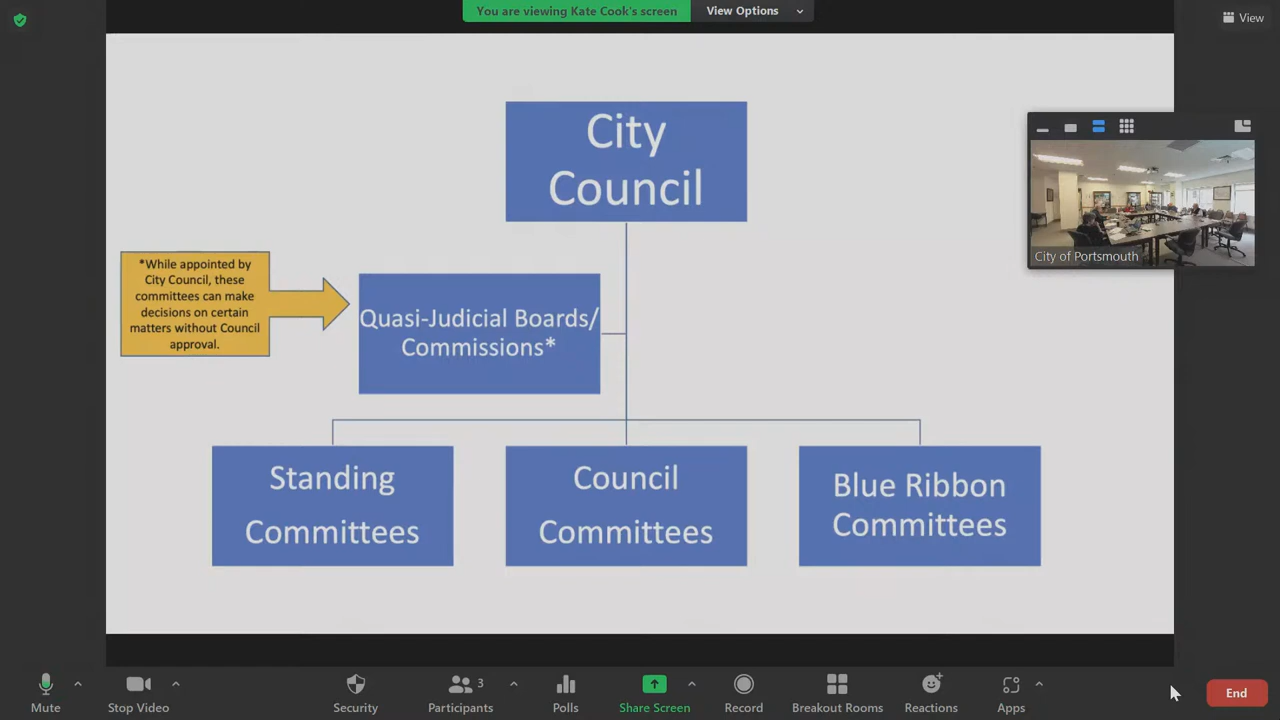 You are viewing Kate Cook's screen
View Options
View
City
Council
City of Portsmouth
*While appointed by
City Council, these
committees can make
decisions on certain
matters without Council
approval.
Quasi-Judicial Boards/
Commissions*
Standing
Committees
Council
Committees
Blue Ribbon
Committees
Mute
Stop Video
Security
Participants
3
Polls
Share Screen
Record
Breakout Rooms
Reactions
Apps
End